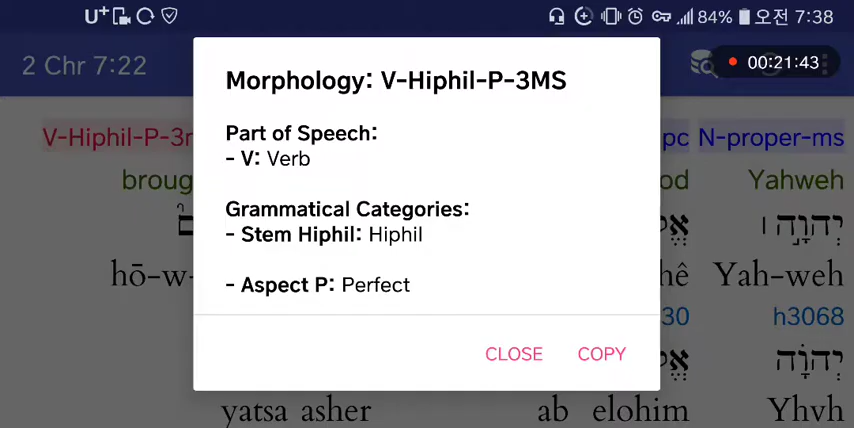 U+ 84% 오전 7:38
2 Chr 7:22 00:21:43
Morphology: V-Hiphil-P-3MS
Part of Speech:
- V: Verb
Grammatical Categories:
- Stem Hiphil: Hiphil
- Aspect P: Perfect
CLOSE COPY
V-Hiphil-P-3 pc N-proper-ms
broug od Yahweh
יְהוָ֣ה ׀
hō-w- hê Yah-weh
30 h3068
יְהֹוָה
yatsa asher ab elohim Yhvh